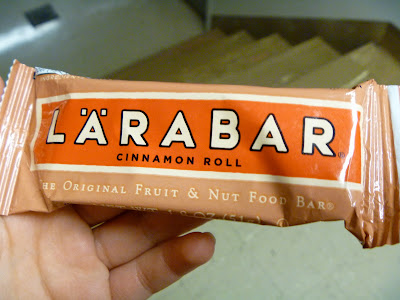 LÄRABAR®
CINNAMON ROLL
THE ORIGINAL FRUIT & NUT FOOD BAR®